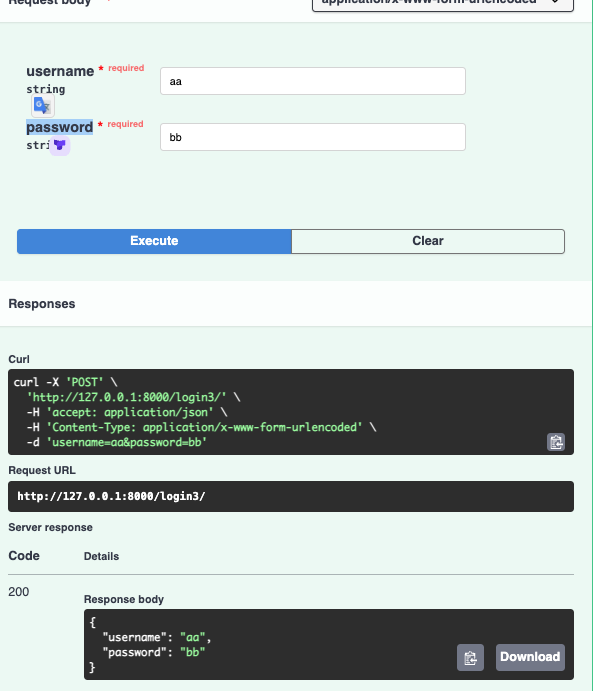 Request body *
application/x-www-form-urlencoded
username * required
aa
string
password * required
bb
stri
Execute Clear
Responses
Curl
curl -X 'POST' \
'http://127.0.0.1:8000/login3/' \
-H 'accept: application/json' \
-H 'Content-Type: application/x-www-form-urlencoded' \
-d 'username=aa&password=bb'
Request URL
http://127.0.0.1:8000/login3/
Server response
Code Details
200
Response body
{
"username": "aa",
"password": "bb"
}
Download